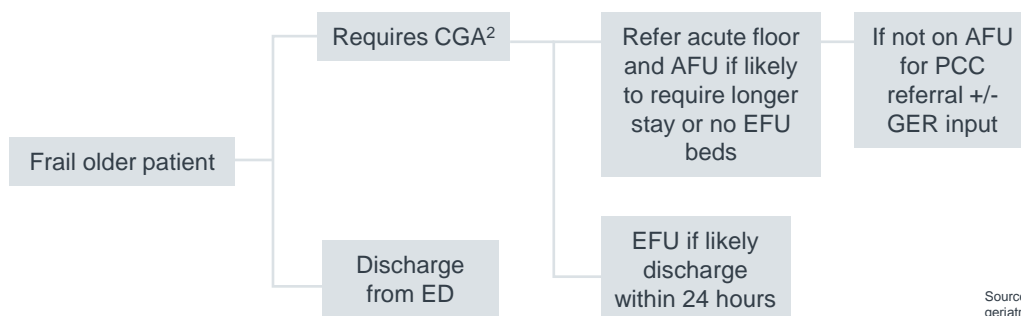 Frail older patient
Requires CGA²
Discharge
from ED
Refer acute floor
and AFU if likely
to require longer
stay or no EFU
beds
EFU if likely
discharge
within 24 hours
If not on AFU
for PCC
referral +/-
GER input
geriatr